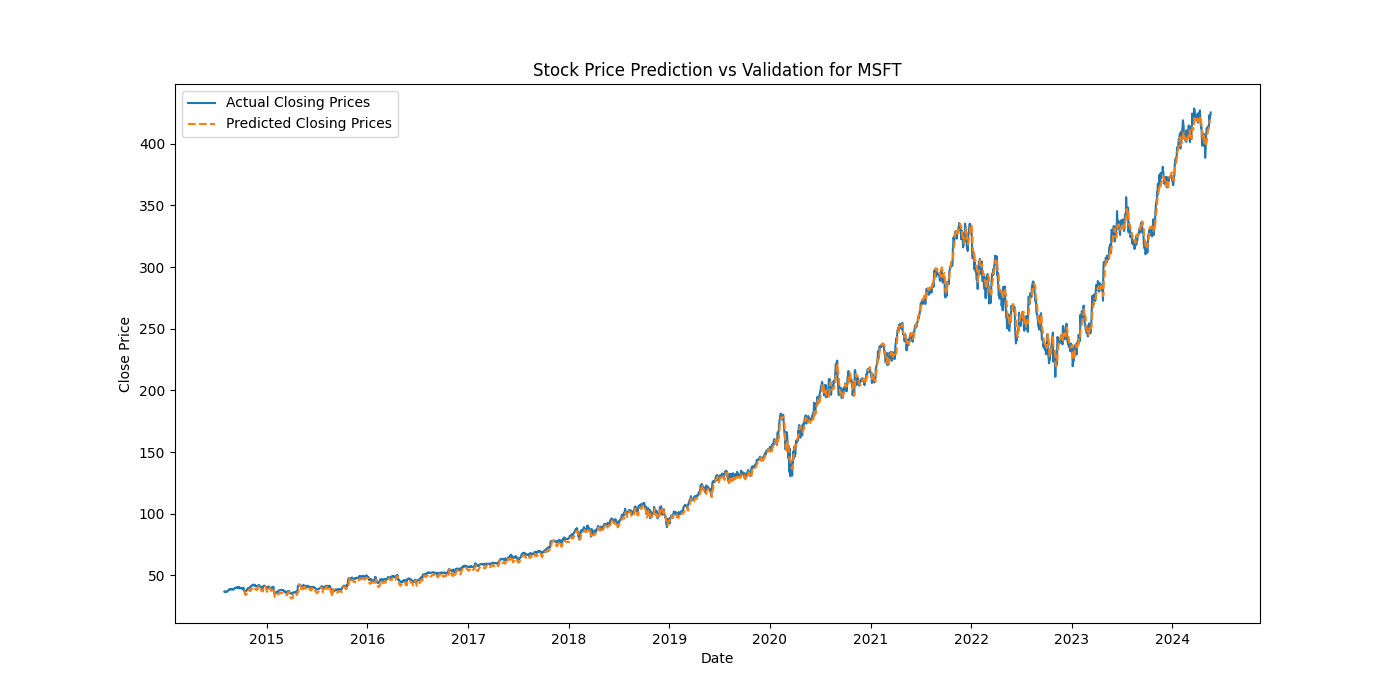 Stock Price Prediction vs Validation for MSFT
Actual Closing Prices
Predicted Closing Prices
Close Price
400
350
300
250
200
150
100
50
2015 2016 2017 2018 2019 2020 2021 2022 2023 2024
Date